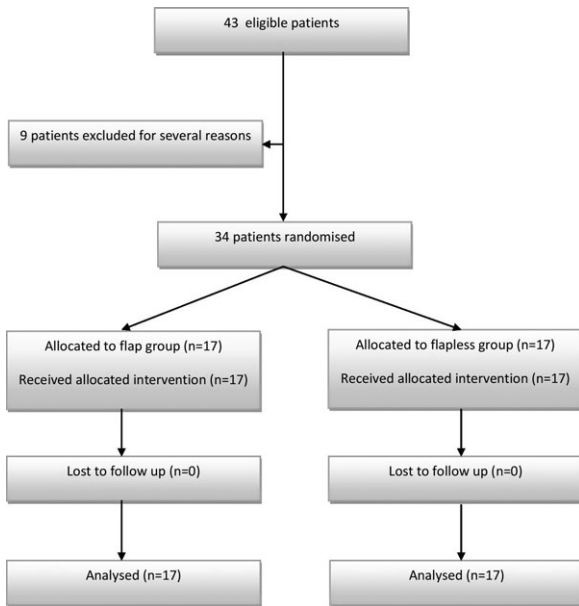 43 eligible patients
9 patients excluded for several reasons
34 patients randomised
Allocated to flap group (n=17)
Received allocated intervention (n=17)
Allocated to flapless group (n=17)
Received allocated intervention (n=17)
Lost to follow up (n=0)
Lost to follow up (n=0)
Analysed (n=17)
Analysed (n=17)